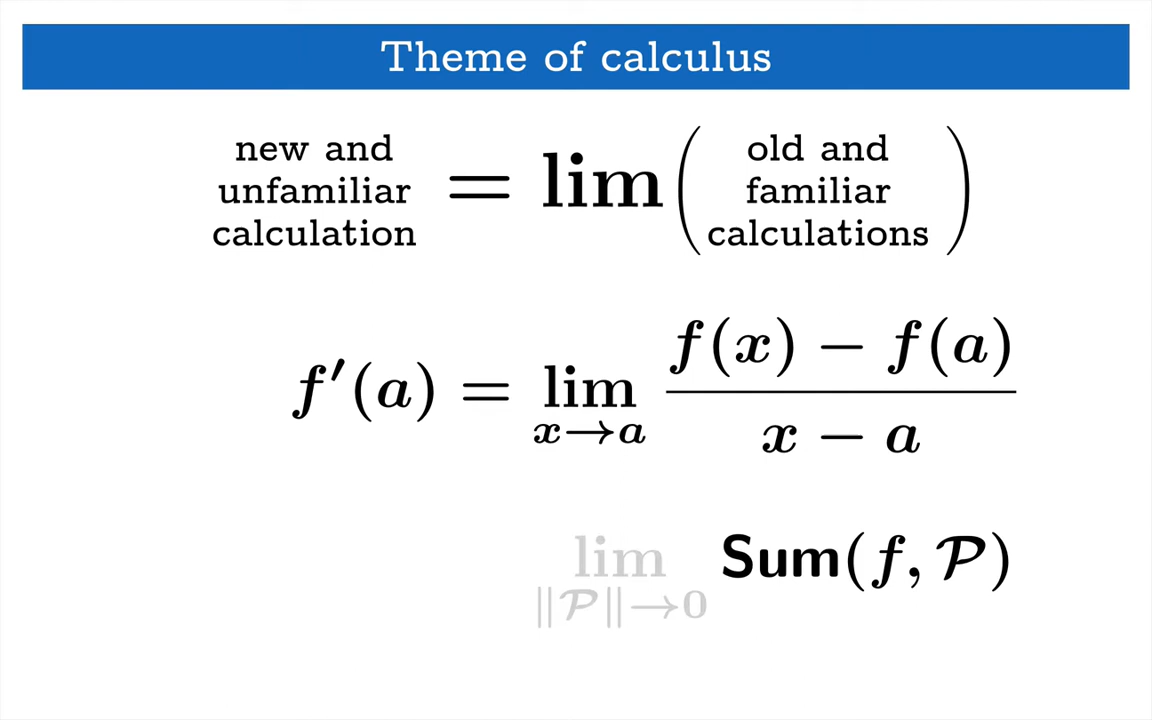 Theme of calculus
new and unfamiliar calculation = lim ( old and familiar calculations )
f′(a) = lim x→a f(x) − f(a) / x − a
lim ‖𝒫‖→0 Sum(f, 𝒫)